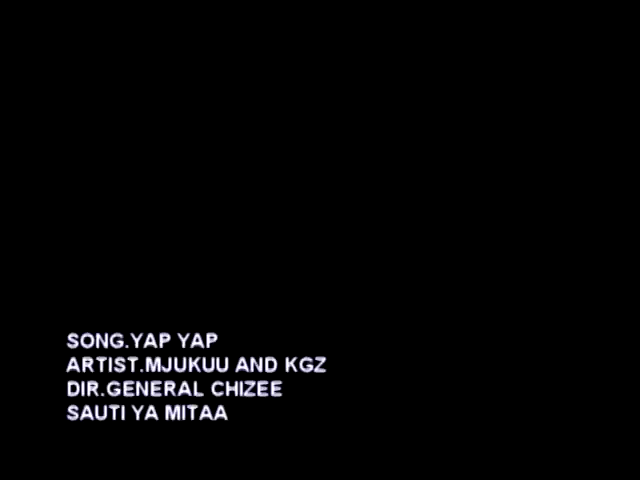 SONG.YAP YAP
ARTIST.MJUKUU AND KGZ
DIR.GENERAL CHIZEE
SAUTI YA MITAA